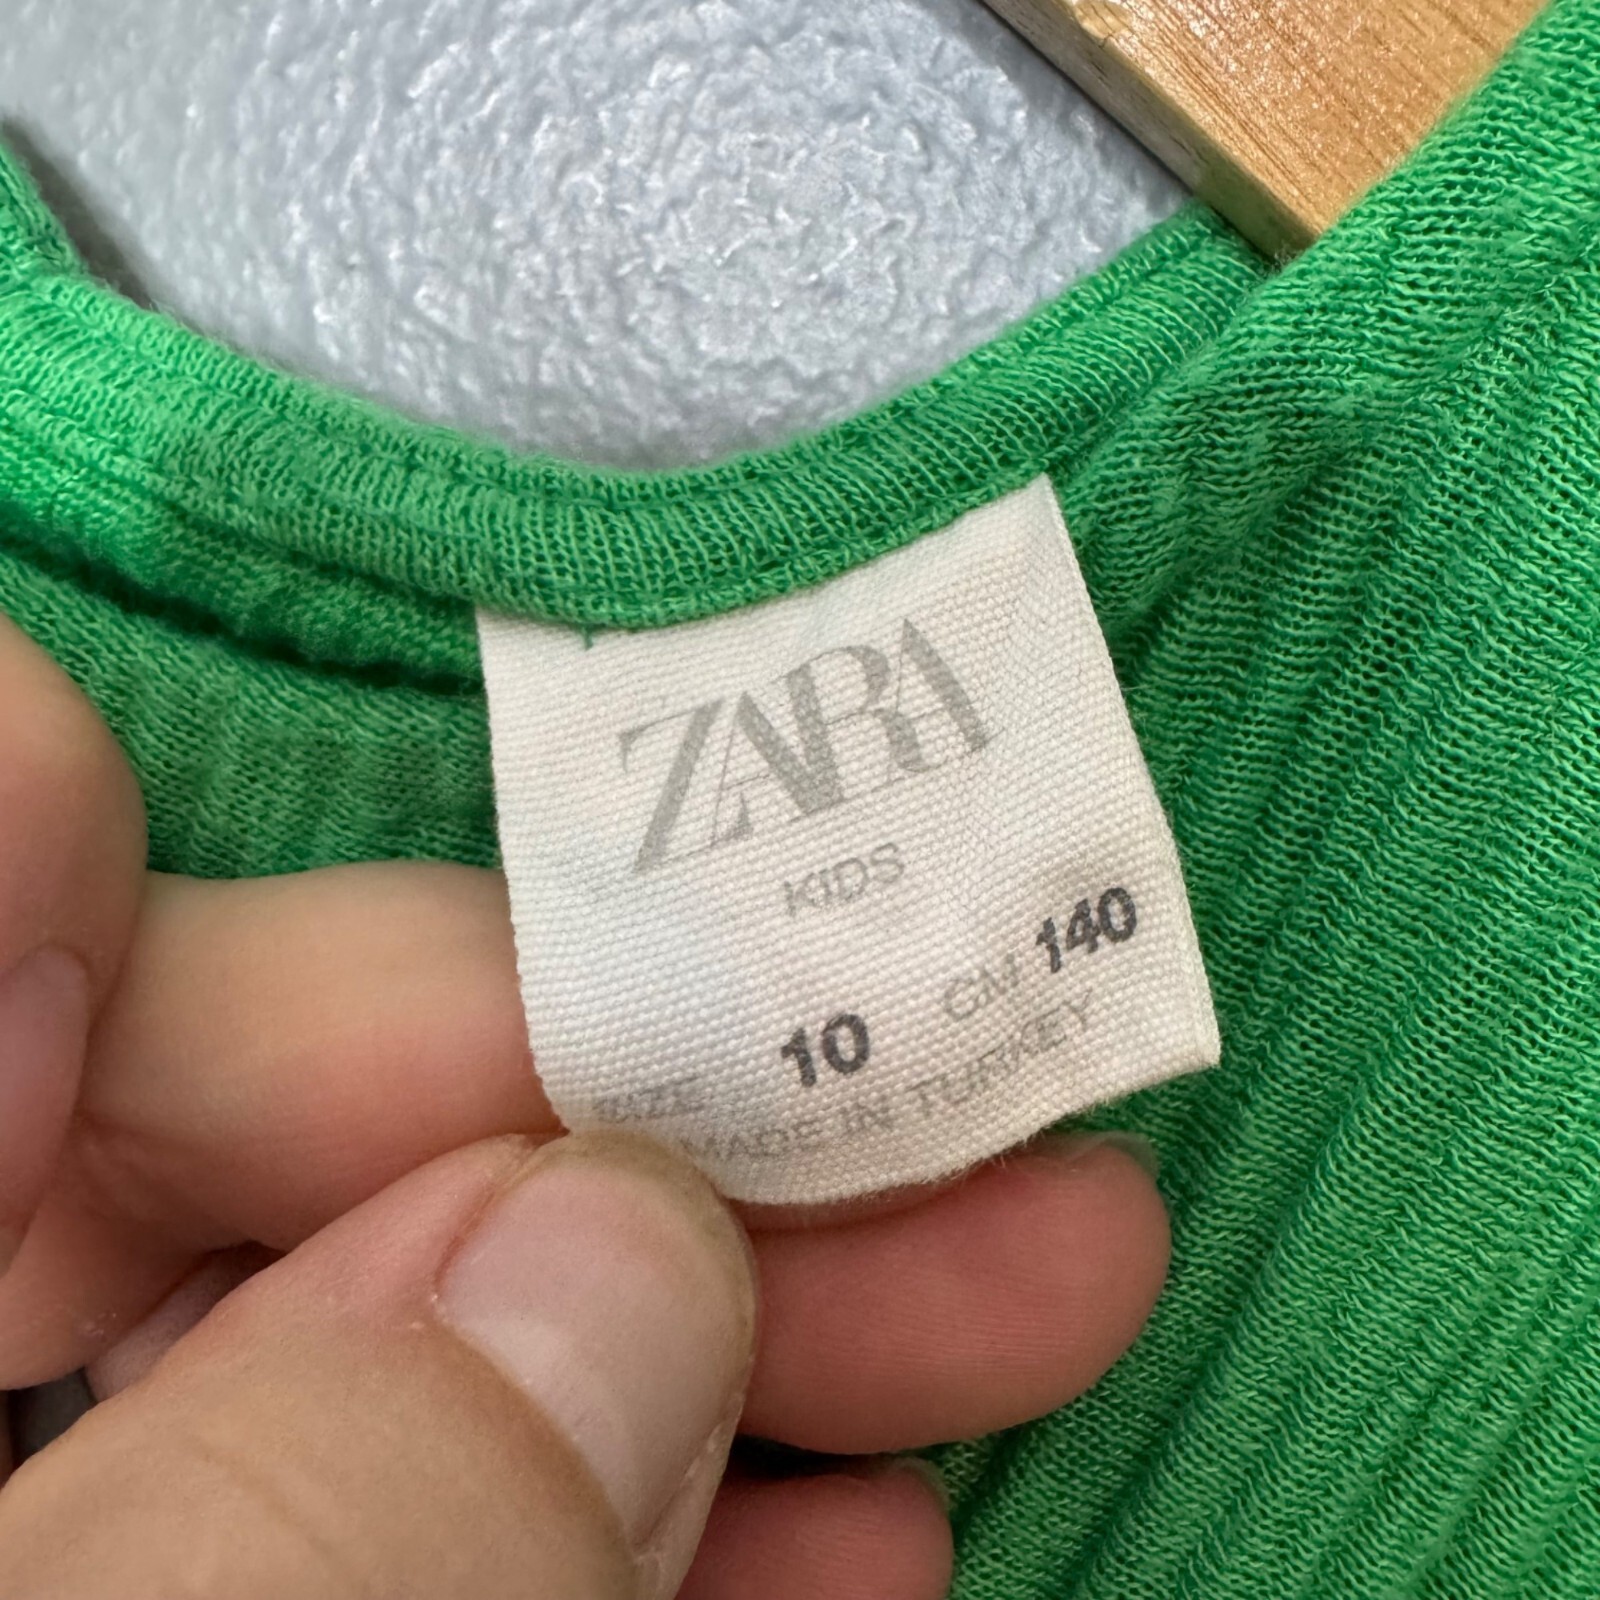 ZARA
KIDS
SIZE 10 CM 140
MADE IN TURKEY